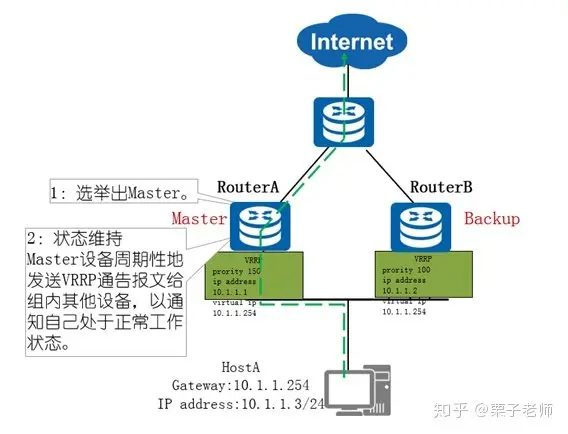 Internet
1: 选举出Master。
RouterA
RouterB
Master
Backup
2: 状态维持
Master设备周期性地
发送VRRP通告报文给
组内其他设备，以通
知自己处于正常工作
状态。
VRRP
prority 150
ip address
10.1.1.1
virtual ip
10.1.1.254
VRRP
prority 100
ip address
10.1.1.2
virtual ip
10.1.1.254
HostA
Gateway:10.1.1.254
IP address:10.1.1.3/24
知乎 @栗子老师